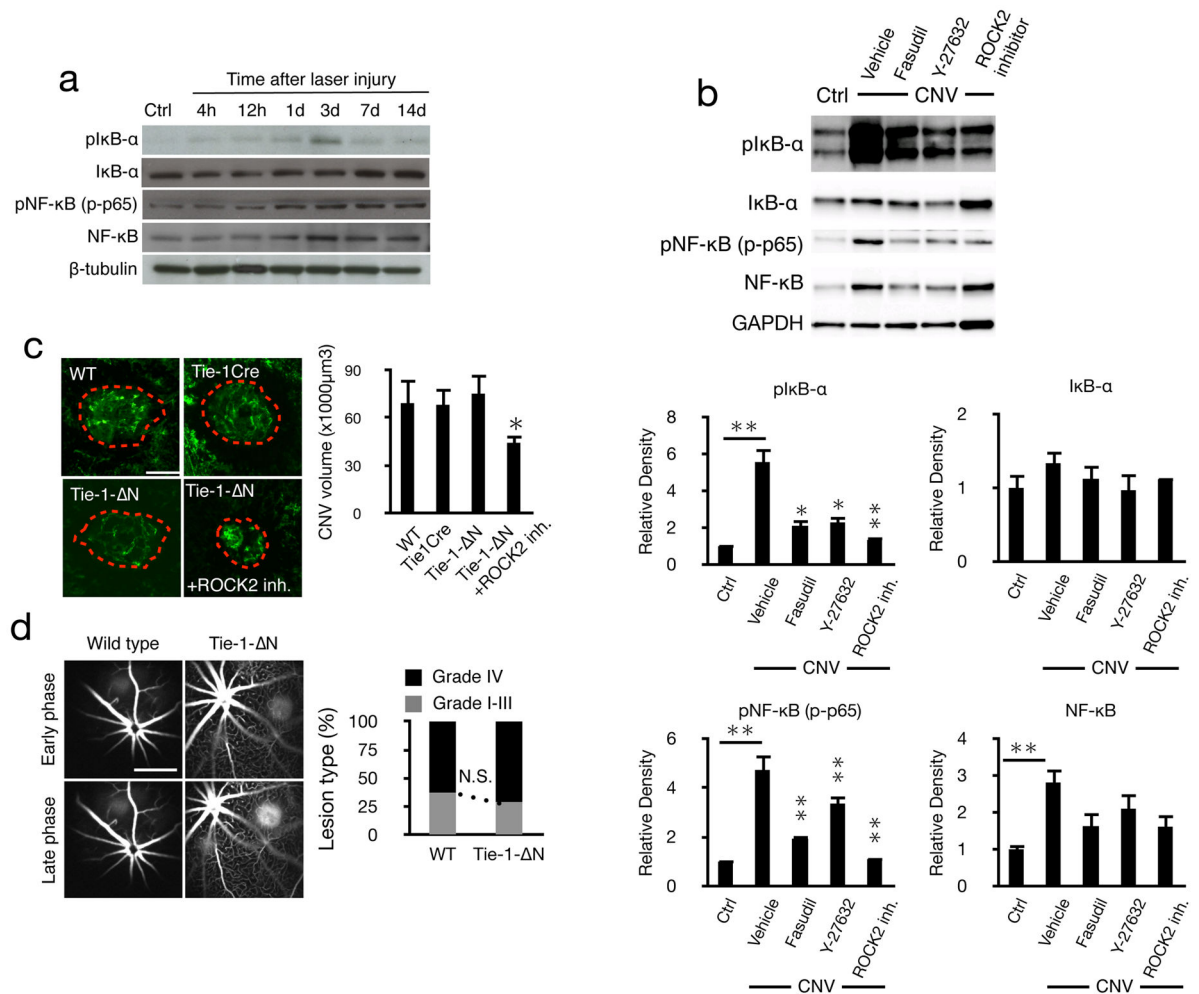 a
Time after laser injury
Ctrl 4h 12h 1d 3d 7d 14d
pIκB-α
IκB-α
pNF-κB (p-p65)
NF-κB
β-tubulin
b
Ctrl
Vehicle
Fasudil
Y-27632
ROCK2
inhibitor
CNV
pIκB-α
IκB-α
pNF-κB (p-p65)
NF-κB
GAPDH
c
WT
Tie-1Cre
Tie-1-ΔN
Tie-1-ΔN
+ROCK2 inh.
CNV volume (x1000μm3)
90
60
30
0
*
WT
Tie1Cre
Tie-1-ΔN
Tie-1-ΔN
+ROCK2 inh.
d
Wild type
Tie-1-ΔN
Early phase
Late phase
Grade IV
Grade I-III
Lesion type (%)
100
75
50
25
0
N.S.
WT
Tie-1-ΔN
pIκB-α
Relative Density
8
6
4
2
0
**
*
*
**
Ctrl
Vehicle
Fasudil
Y-27632
ROCK2 inh.
CNV
IκB-α
Relative Density
2
1
0
Ctrl
Vehicle
Fasudil
Y-27632
ROCK2 inh.
CNV
pNF-κB (p-p65)
Relative Density
6
4
2
0
**
**
**
**
Ctrl
Vehicle
Fasudil
Y-27632
ROCK2 inh.
CNV
NF-κB
Relative Density
4
3
2
1
0
**
Ctrl
Vehicle
Fasudil
Y-27632
ROCK2 inh.
CNV